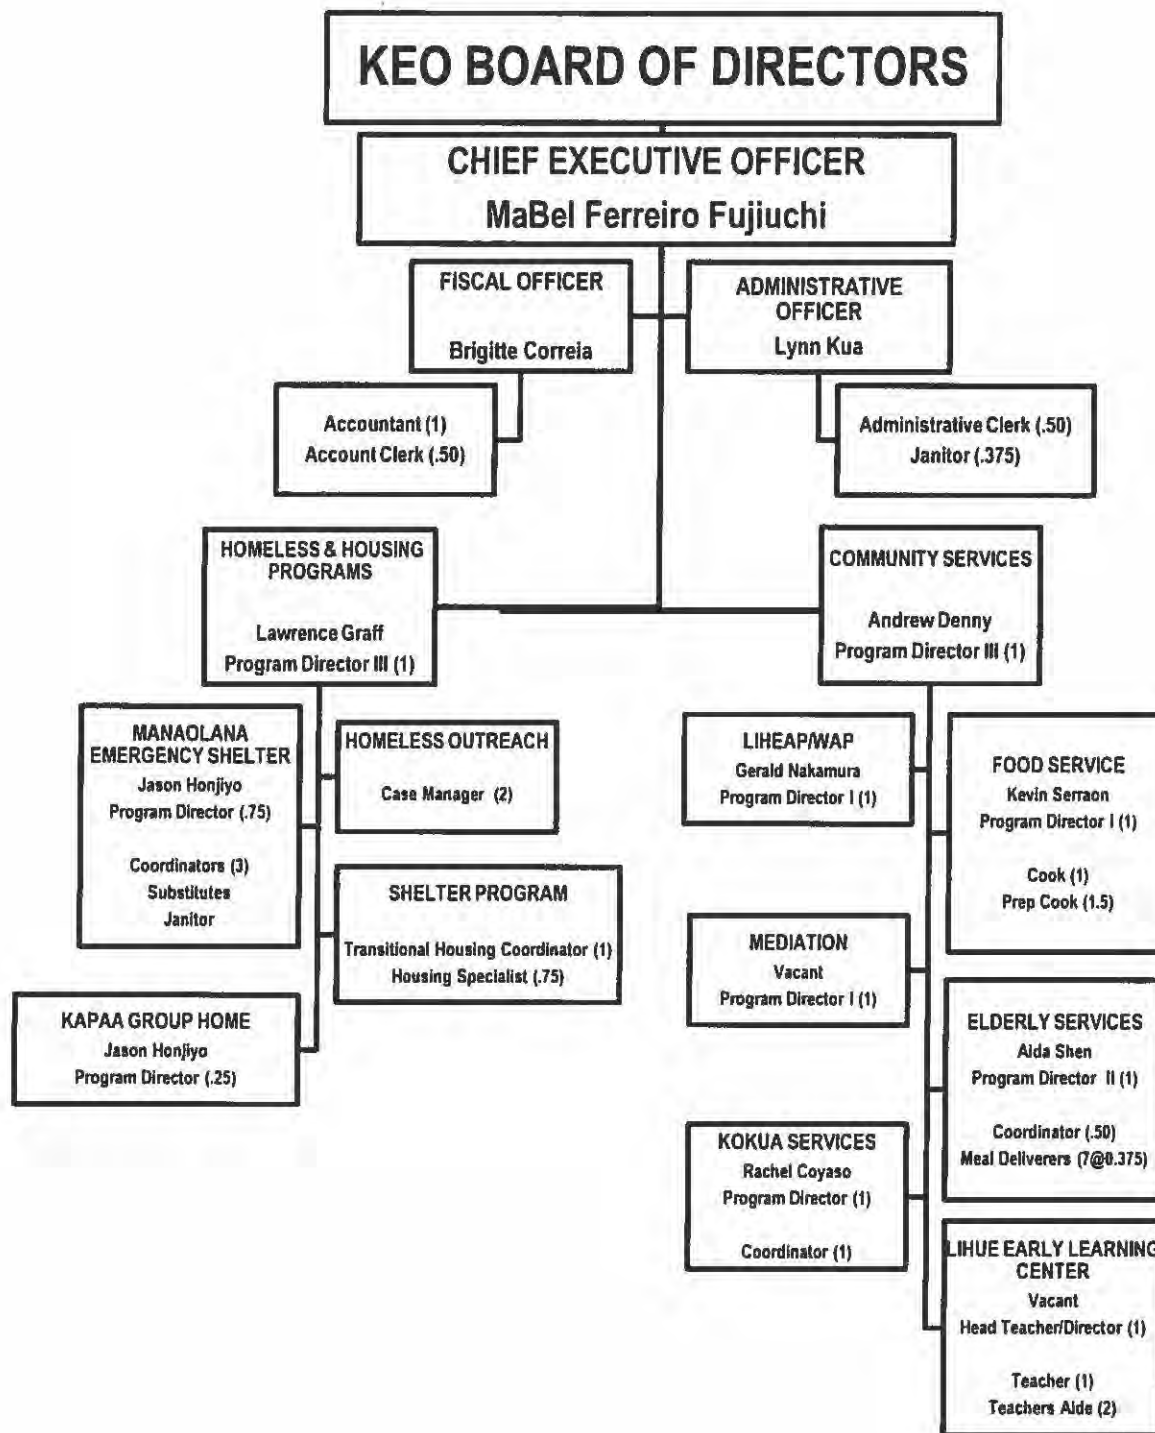 KEO BOARD OF DIRECTORS
CHIEF EXECUTIVE OFFICER
MaBel Ferreiro Fujiuchi
FISCAL OFFICER
Brigitte Correia
ADMINISTRATIVE
OFFICER
Lynn Kua
Accountant (1)
Account Clerk (.50)
Administrative Clerk (.50)
Janitor (.375)
HOMELESS & HOUSING
PROGRAMS
Lawrence Graff
Program Director III (1)
COMMUNITY SERVICES
Andrew Denny
Program Director III (1)
MANAOLANA
EMERGENCY SHELTER
Jason Honjiyo
Program Director (.75)
Coordinators (3)
Substitutes
Janitor
HOMELESS OUTREACH
Case Manager (2)
SHELTER PROGRAM
Transitional Housing Coordinator (1)
Housing Specialist (.75)
KAPAA GROUP HOME
Jason Honjiyo
Program Director (.25)
LIHEAP/WAP
Gerald Nakamura
Program Director I (1)
FOOD SERVICE
Kevin Serraon
Program Director I (1)
Cook (1)
Prep Cook (1.5)
MEDIATION
Vacant
Program Director I (1)
ELDERLY SERVICES
Aida Shen
Program Director II (1)
Coordinator (.50)
Meal Deliverers (7@0.375)
KOKUA SERVICES
Rachel Coyaso
Program Director (1)
Coordinator (1)
LIHUE EARLY LEARNING
CENTER
Vacant
Head Teacher/Director (1)
Teacher (1)
Teachers Aide (2)